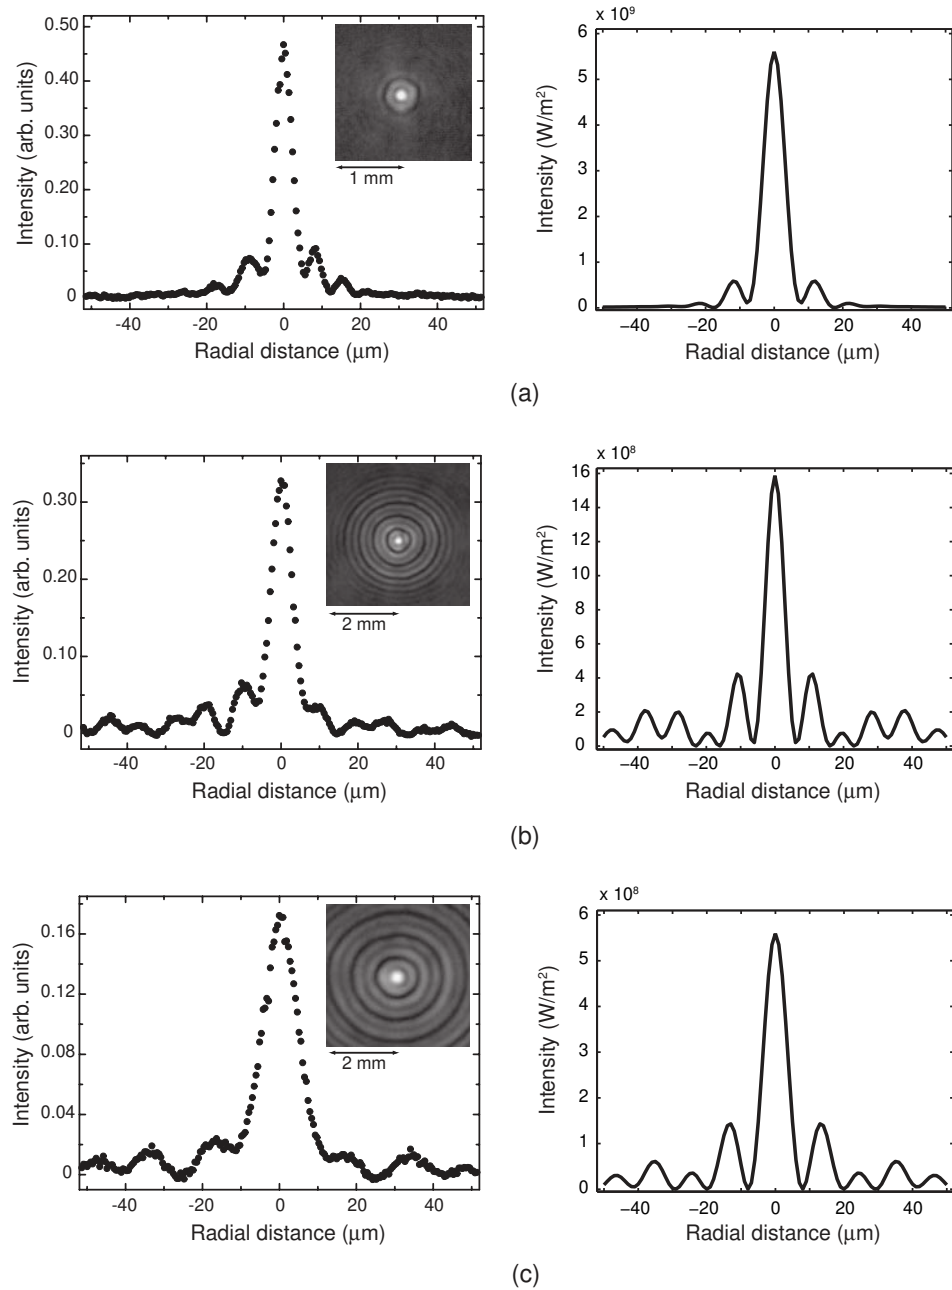 0.50
0.40
0.30
0.20
0.10
0
Intensity (arb. units)
1 mm
-40 -20 0 20 40
Radial distance (μm)
x 10⁹
6
5
4
3
2
1
0
Intensity (W/m²)
−40 −20 0 20 40
Radial distance (μm)
(a)
0.30
0.20
0.10
0
Intensity (arb. units)
2 mm
-40 -20 0 20 40
Radial distance (μm)
x 10⁸
16
14
12
10
8
6
4
2
0
Intensity (W/m²)
−40 −20 0 20 40
Radial distance (μm)
(b)
0.16
0.12
0.08
0.04
0
Intensity (arb. units)
2 mm
-40 -20 0 20 40
Radial distance (μm)
x 10⁸
6
5
4
3
2
1
0
Intensity (W/m²)
−40 −20 0 20 40
Radial distance (μm)
(c)